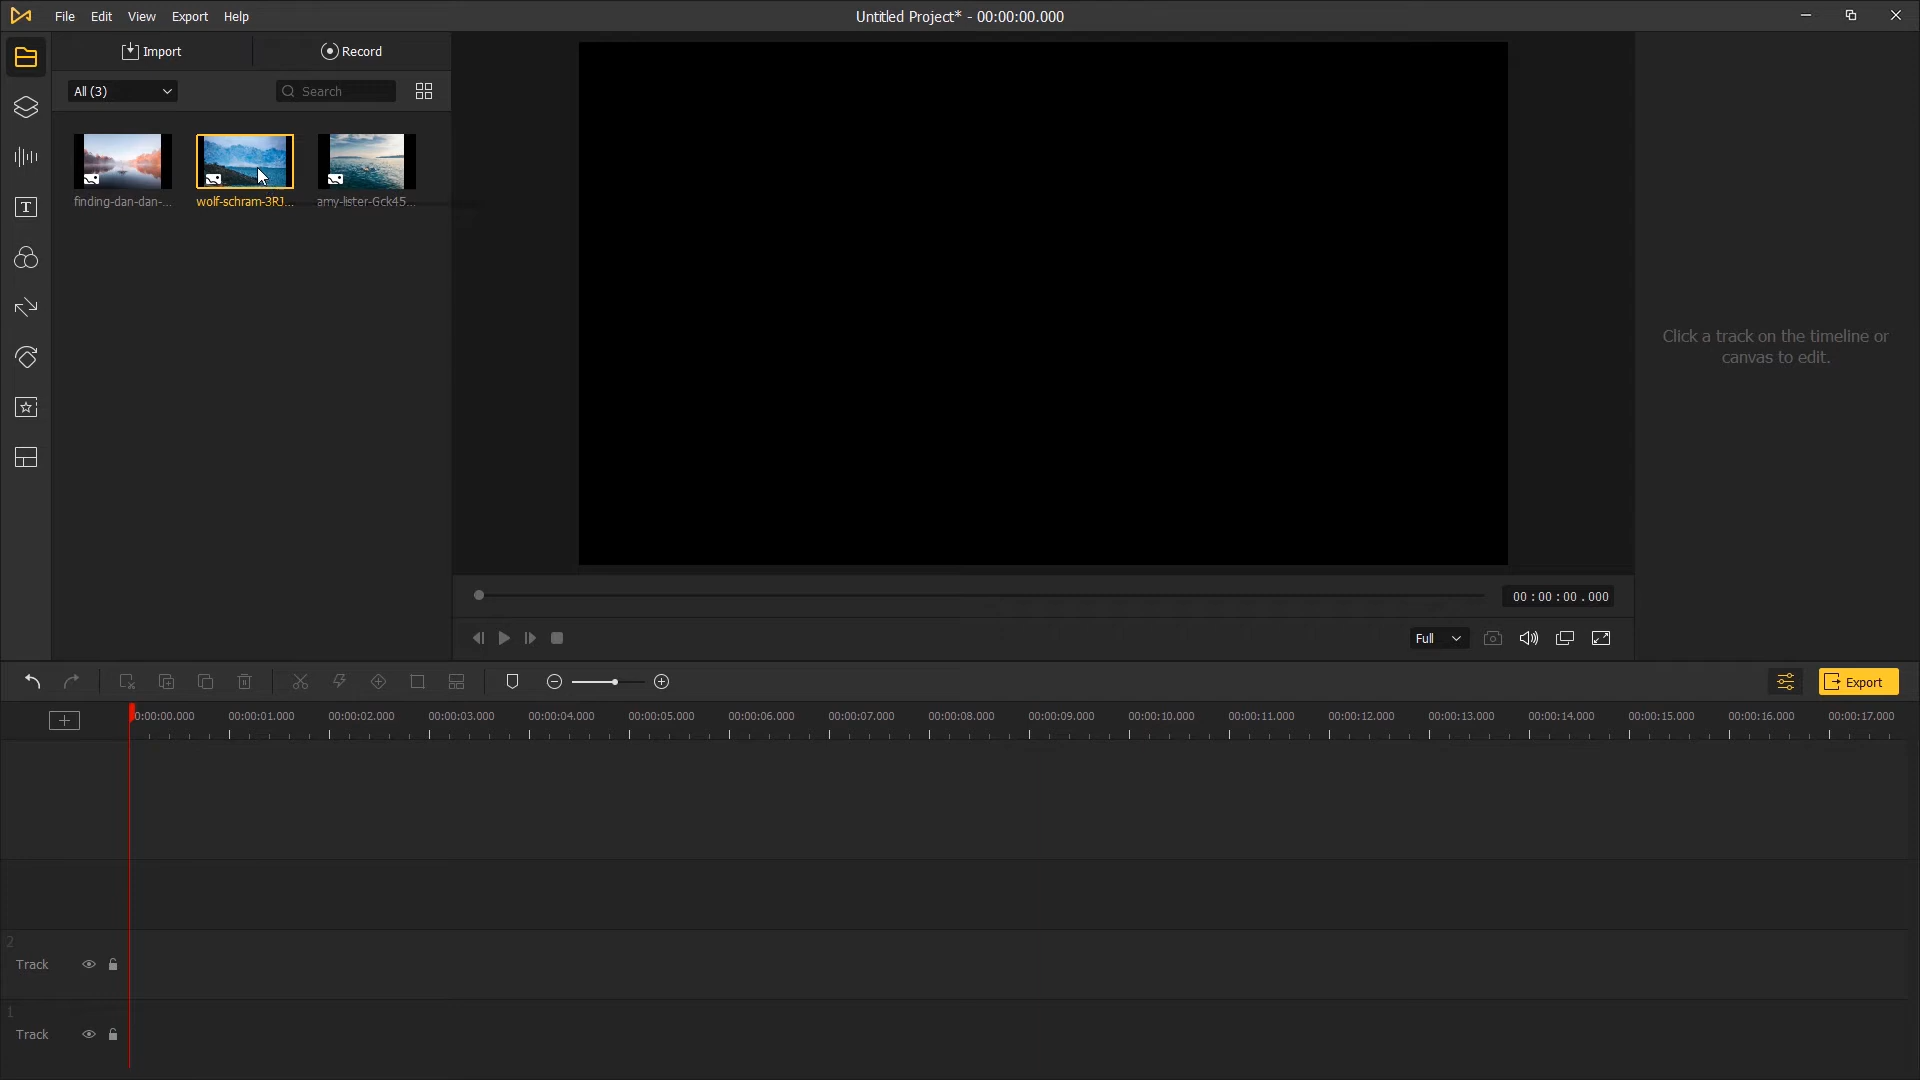 File Edit View Export Help
Untitled Project* - 00:00:00.000
Import
Record
All (3)
Search
finding-dan-dan-...
wolf-schram-3RJ...
amy-lister-Gck45...
Click a track on the timeline or
canvas to edit.
00:00:00.000
Full
Export
0:00:00.000 00:00:01.000 00:00:02.000 00:00:03.000 00:00:04.000 00:00:05.000 00:00:06.000 00:00:07.000 00:00:08.000 00:00:09.000 00:00:10.000 00:00:11.000 00:00:12.000 00:00:13.000 00:00:14.000 00:00:15.000 00:00:16.000 00:00:17.000
2
Track
1
Track